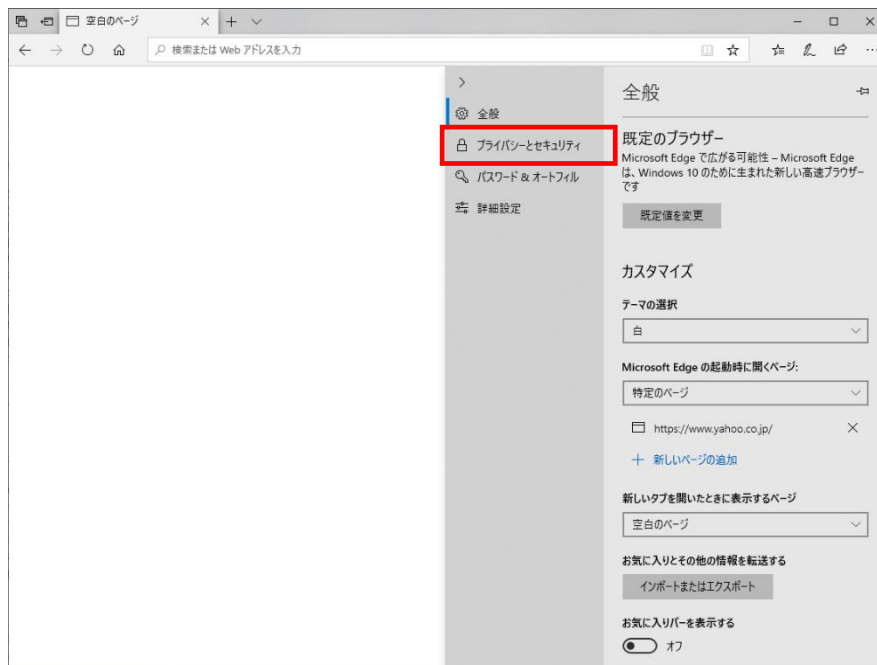 空白のページ
検索または Web アドレスを入力
全般
プライバシーとセキュリティ
パスワード & オートフィル
詳細設定
全般
既定のブラウザー
Microsoft Edge で広がる可能性 – Microsoft Edge
は、Windows 10 のために生まれた新しい高速ブラウザー
です
既定値を変更
カスタマイズ
テーマの選択
白
Microsoft Edge の起動時に開くページ:
特定のページ
https://www.yahoo.co.jp/
新しいページの追加
新しいタブを開いたときに表示するページ
空白のページ
お気に入りとその他の情報を転送する
インポートまたはエクスポート
お気に入りバーを表示する
オフ